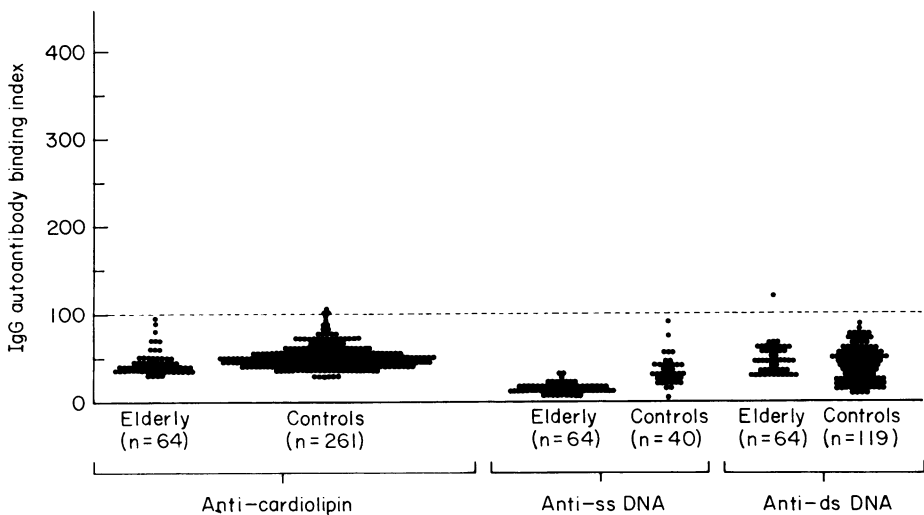 IgG autoantibody binding index
400
300
200
100
0
Elderly Controls Elderly Controls Elderly Controls
(n=64) (n=261) (n=64) (n=40) (n=64) (n=119)
Anti-cardiolipin Anti-ss DNA Anti-ds DNA